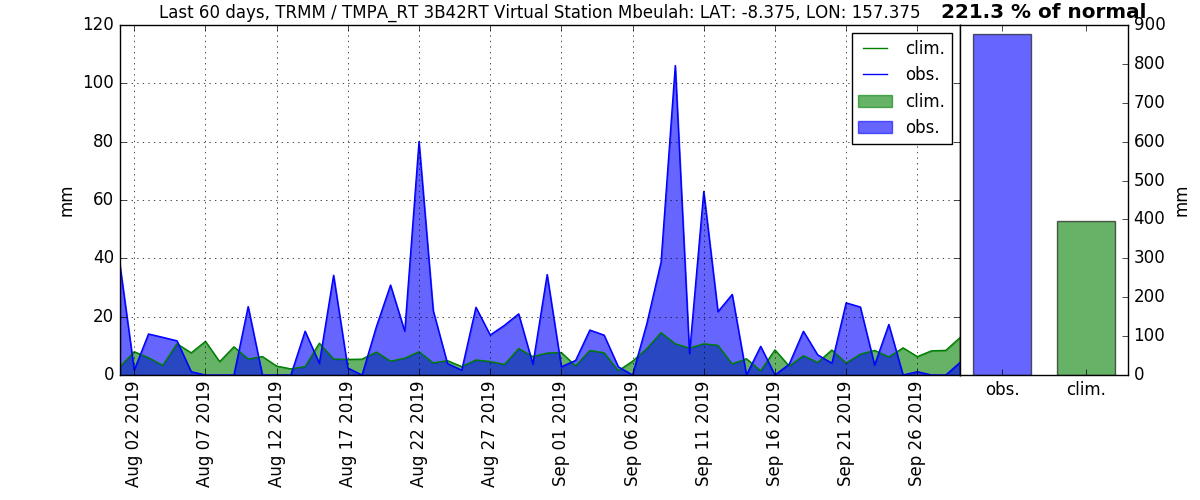 Last 60 days, TRMM / TMPA_RT 3B42RT Virtual Station Mbeulah: LAT: -8.375, LON: 157.375
221.3 % of normal
120
100
80
60
40
20
0
mm
clim.
obs.
clim.
obs.
Aug 02 2019
Aug 07 2019
Aug 12 2019
Aug 17 2019
Aug 22 2019
Aug 27 2019
Sep 01 2019
Sep 06 2019
Sep 11 2019
Sep 16 2019
Sep 21 2019
Sep 26 2019
900
800
700
600
500
400
300
200
100
0
mm
obs.
clim.